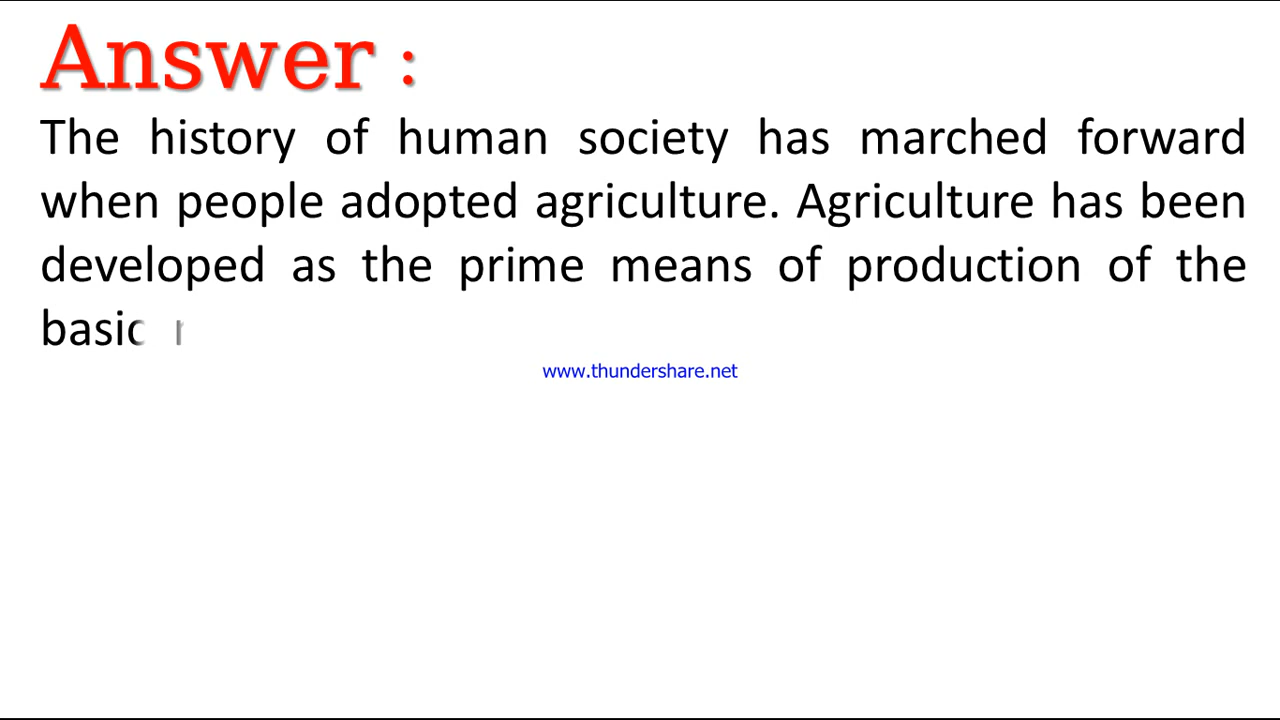 Answer :
The history of human society has marched forward
when people adopted agriculture. Agriculture has been
developed as the prime means of production of the
basic
www.thundershare.net